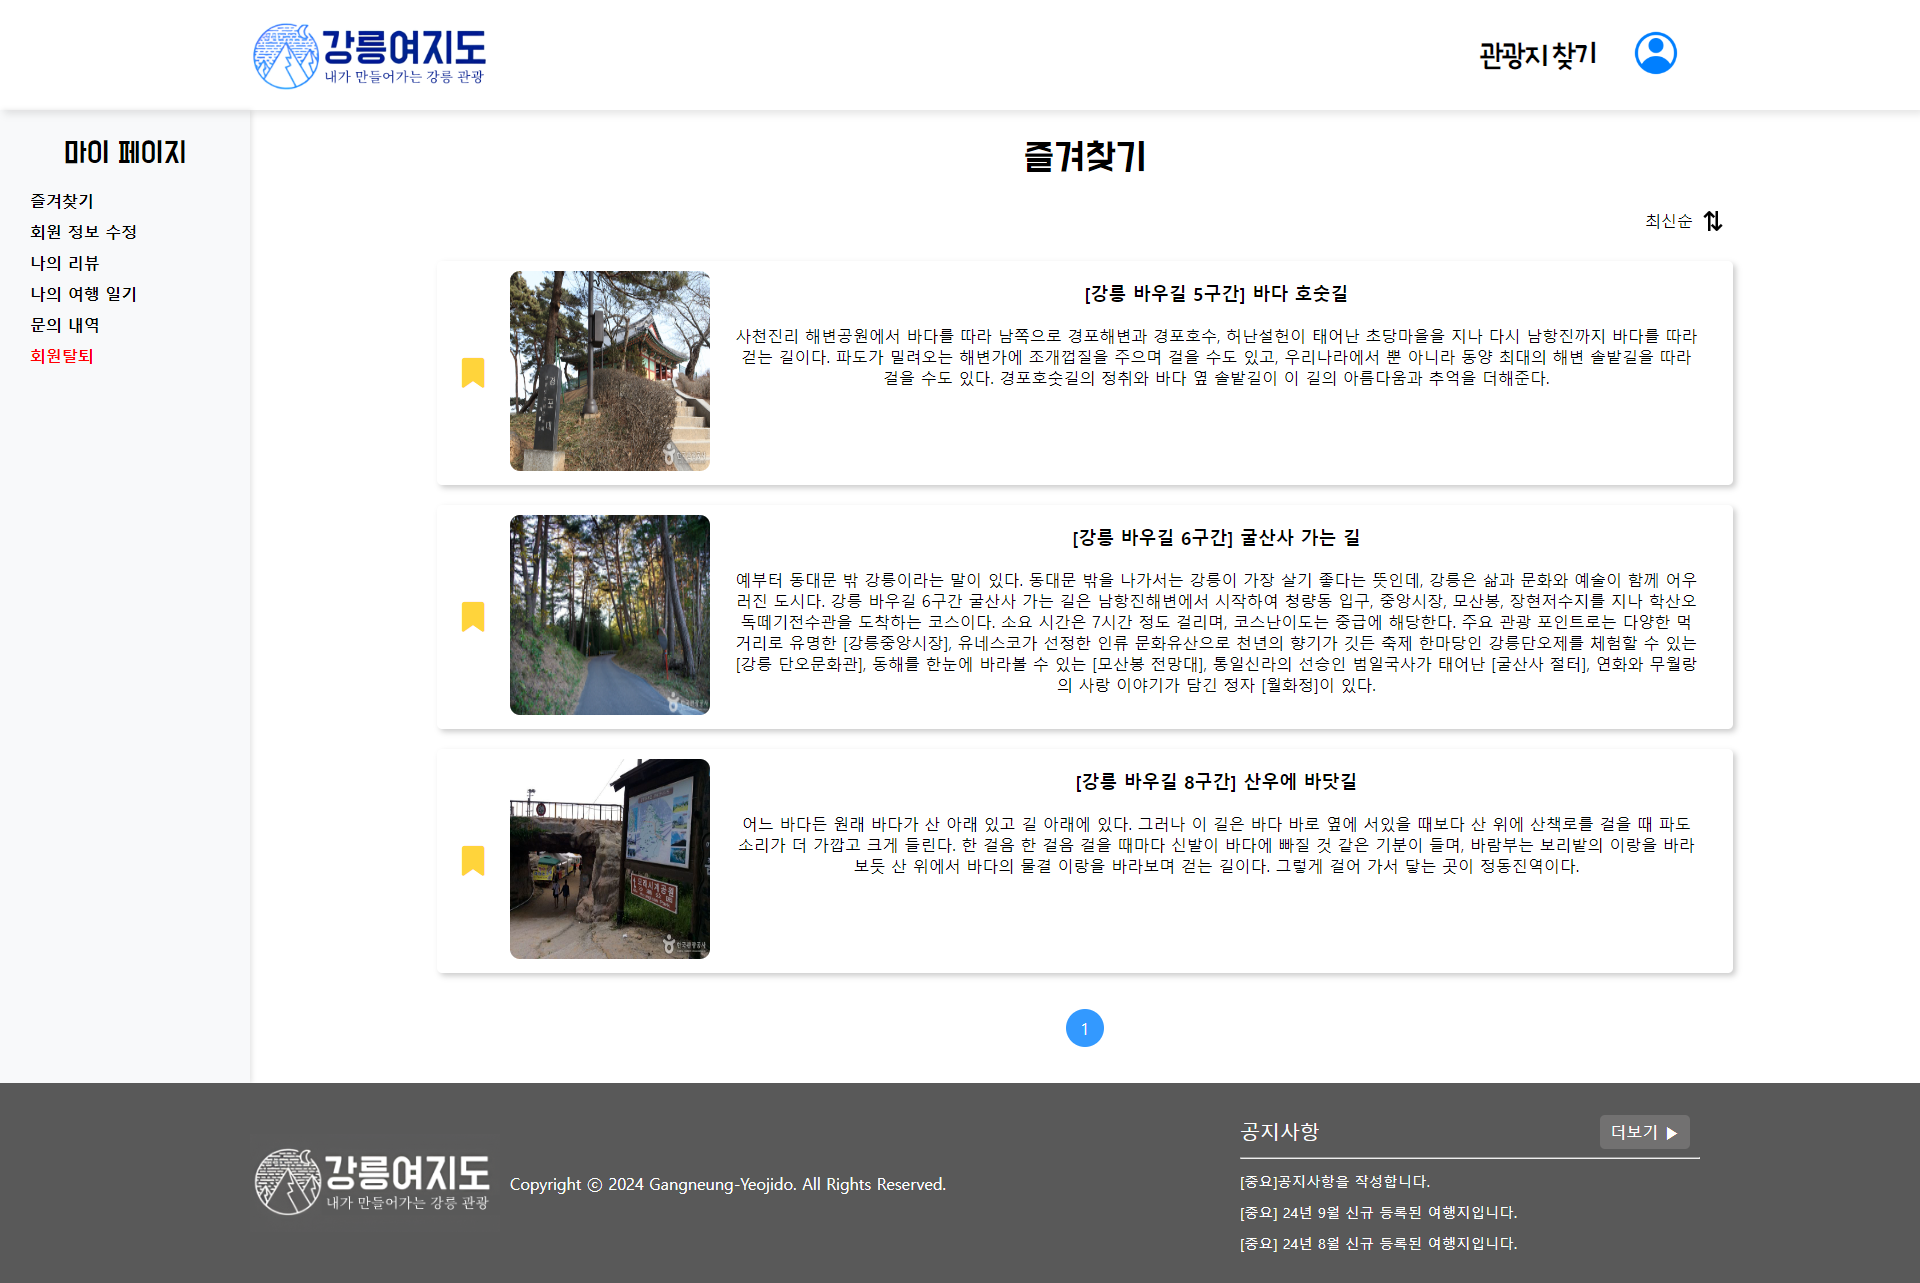 강릉여지도
내가 만들어가는 강릉 관광
관광지 찾기
마이 페이지
즐겨찾기
회원 정보 수정
나의 리뷰
나의 여행 일기
문의 내역
회원탈퇴
즐겨찾기
최신순
[강릉 바우길 5구간] 바다 호숫길
사천진리 해변공원에서 바다를 따라 남쪽으로 경포해변과 경포호수, 허난설헌이 태어난 초당마을을 지나 다시 남항진까지 바다를 따라
걷는 길이다. 파도가 밀려오는 해변가에 조개껍질을 주으며 걸을 수도 있고, 우리나라에서 뿐 아니라 동양 최대의 해변 솔밭길을 따라
걸을 수도 있다. 경포호숫길의 정취와 바다 옆 솔밭길이 이 길의 아름다움과 추억을 더해준다.
[강릉 바우길 6구간] 굴산사 가는 길
예부터 동대문 밖 강릉이라는 말이 있다. 동대문 밖을 나가서는 강릉이 가장 살기 좋다는 뜻인데, 강릉은 삶과 문화와 예술이 함께 어우
러진 도시다. 강릉 바우길 6구간 굴산사 가는 길은 남항진해변에서 시작하여 청량동 입구, 중앙시장, 모산봉, 장현저수지를 지나 학산오
독떼기전수관을 도착하는 코스이다. 소요 시간은 7시간 정도 걸리며, 코스난이도는 중급에 해당한다. 주요 관광 포인트로는 다양한 먹
거리로 유명한 [강릉중앙시장], 유네스코가 선정한 인류 문화유산으로 천년의 향기가 깃든 축제 한마당인 강릉단오제를 체험할 수 있는
[강릉 단오문화관], 동해를 한눈에 바라볼 수 있는 [모산봉 전망대], 통일신라의 선승인 범일국사가 태어난 [굴산사 절터], 연화와 무월랑
의 사랑 이야기가 담긴 정자 [월화정]이 있다.
[강릉 바우길 8구간] 산우에 바닷길
어느 바다든 원래 바다가 산 아래 있고 길 아래에 있다. 그러나 이 길은 바다 바로 옆에 서있을 때보다 산 위에 산책로를 걸을 때 파도
소리가 더 가깝고 크게 들린다. 한 걸음 한 걸음 걸을 때마다 신발이 바다에 빠질 것 같은 기분이 들며, 바람부는 보리밭의 이랑을 바라
보듯 산 위에서 바다의 물결 이랑을 바라보며 걷는 길이다. 그렇게 걸어 가서 닿는 곳이 정동진역이다.
모래시계공원
한국관광공사
1
강릉여지도
내가 만들어가는 강릉 관광
Copyright ⓒ 2024 Gangneung-Yeojido. All Rights Reserved.
공지사항
더보기 ▶
[중요]공지사항을 작성합니다.
[중요] 24년 9월 신규 등록된 여행지입니다.
[중요] 24년 8월 신규 등록된 여행지입니다.